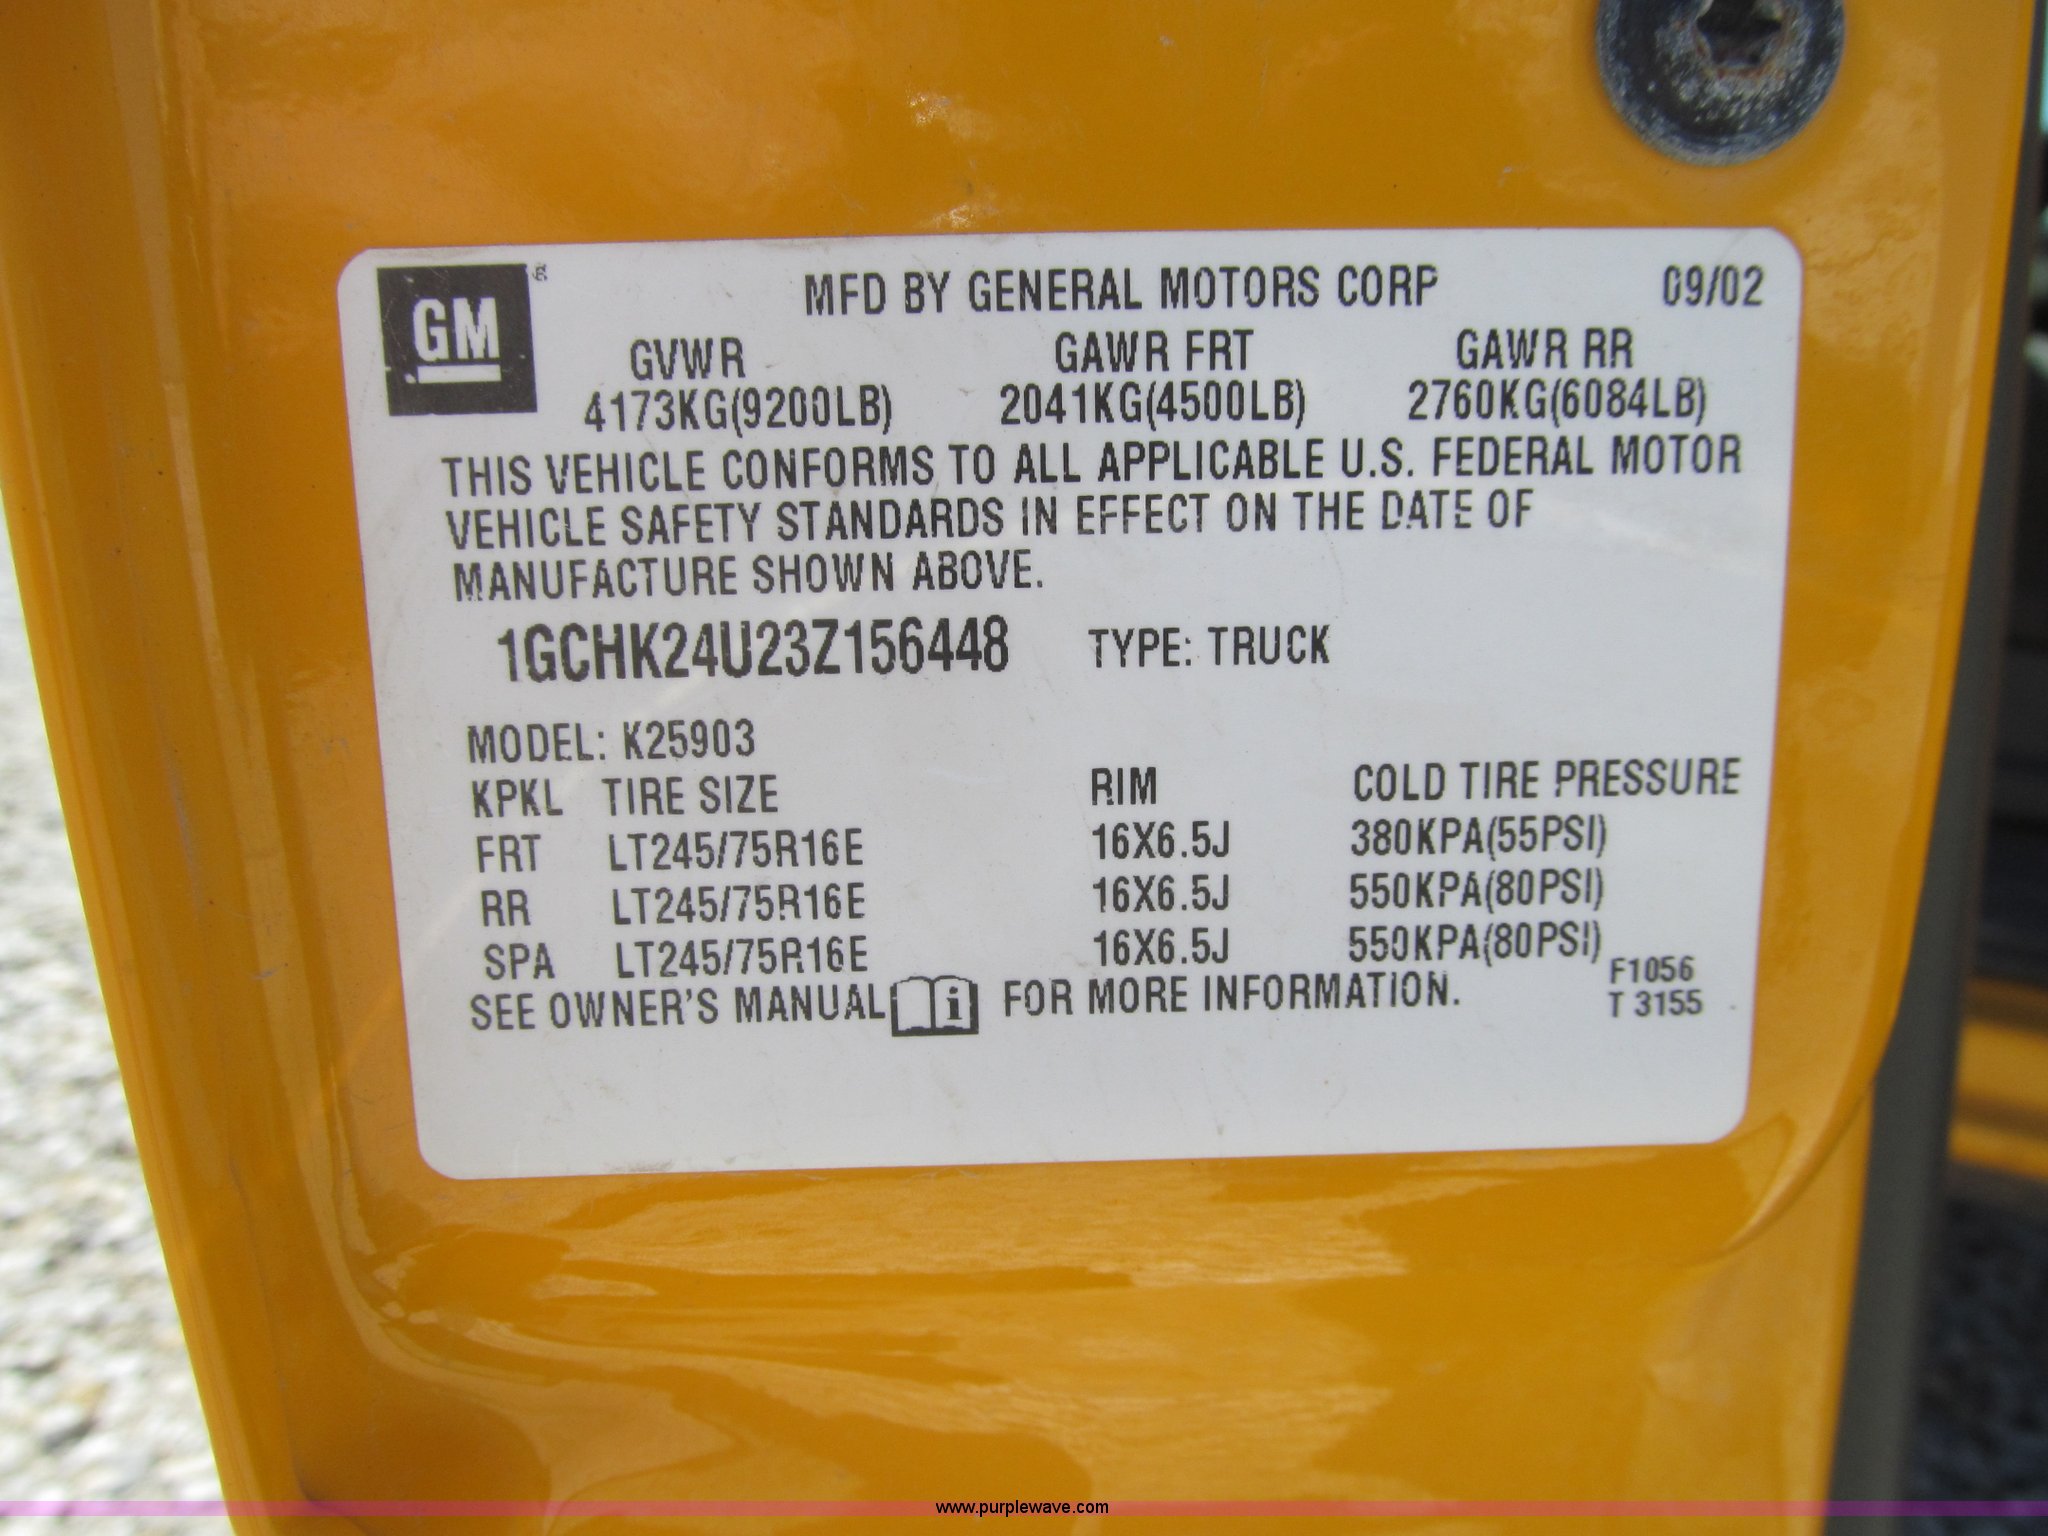 GM
MFD BY GENERAL MOTORS CORP 09/02
GVWR GAWR FRT GAWR RR
4173KG(9200LB) 2041KG(4500LB) 2760KG(6084LB)
THIS VEHICLE CONFORMS TO ALL APPLICABLE U.S. FEDERAL MOTOR
VEHICLE SAFETY STANDARDS IN EFFECT ON THE DATE OF
MANUFACTURE SHOWN ABOVE.
1GCHK24U23Z156448 TYPE: TRUCK
MODEL: K25903
KPKL TIRE SIZE RIM COLD TIRE PRESSURE
FRT LT245/75R16E 16X6.5J 380KPA(55PSI)
RR LT245/75R16E 16X6.5J 550KPA(80PSI)
SPA LT245/75R16E 16X6.5J 550KPA(80PSI)
SEE OWNER'S MANUAL i FOR MORE INFORMATION.
F1056
T 3155
www.purplewave.com